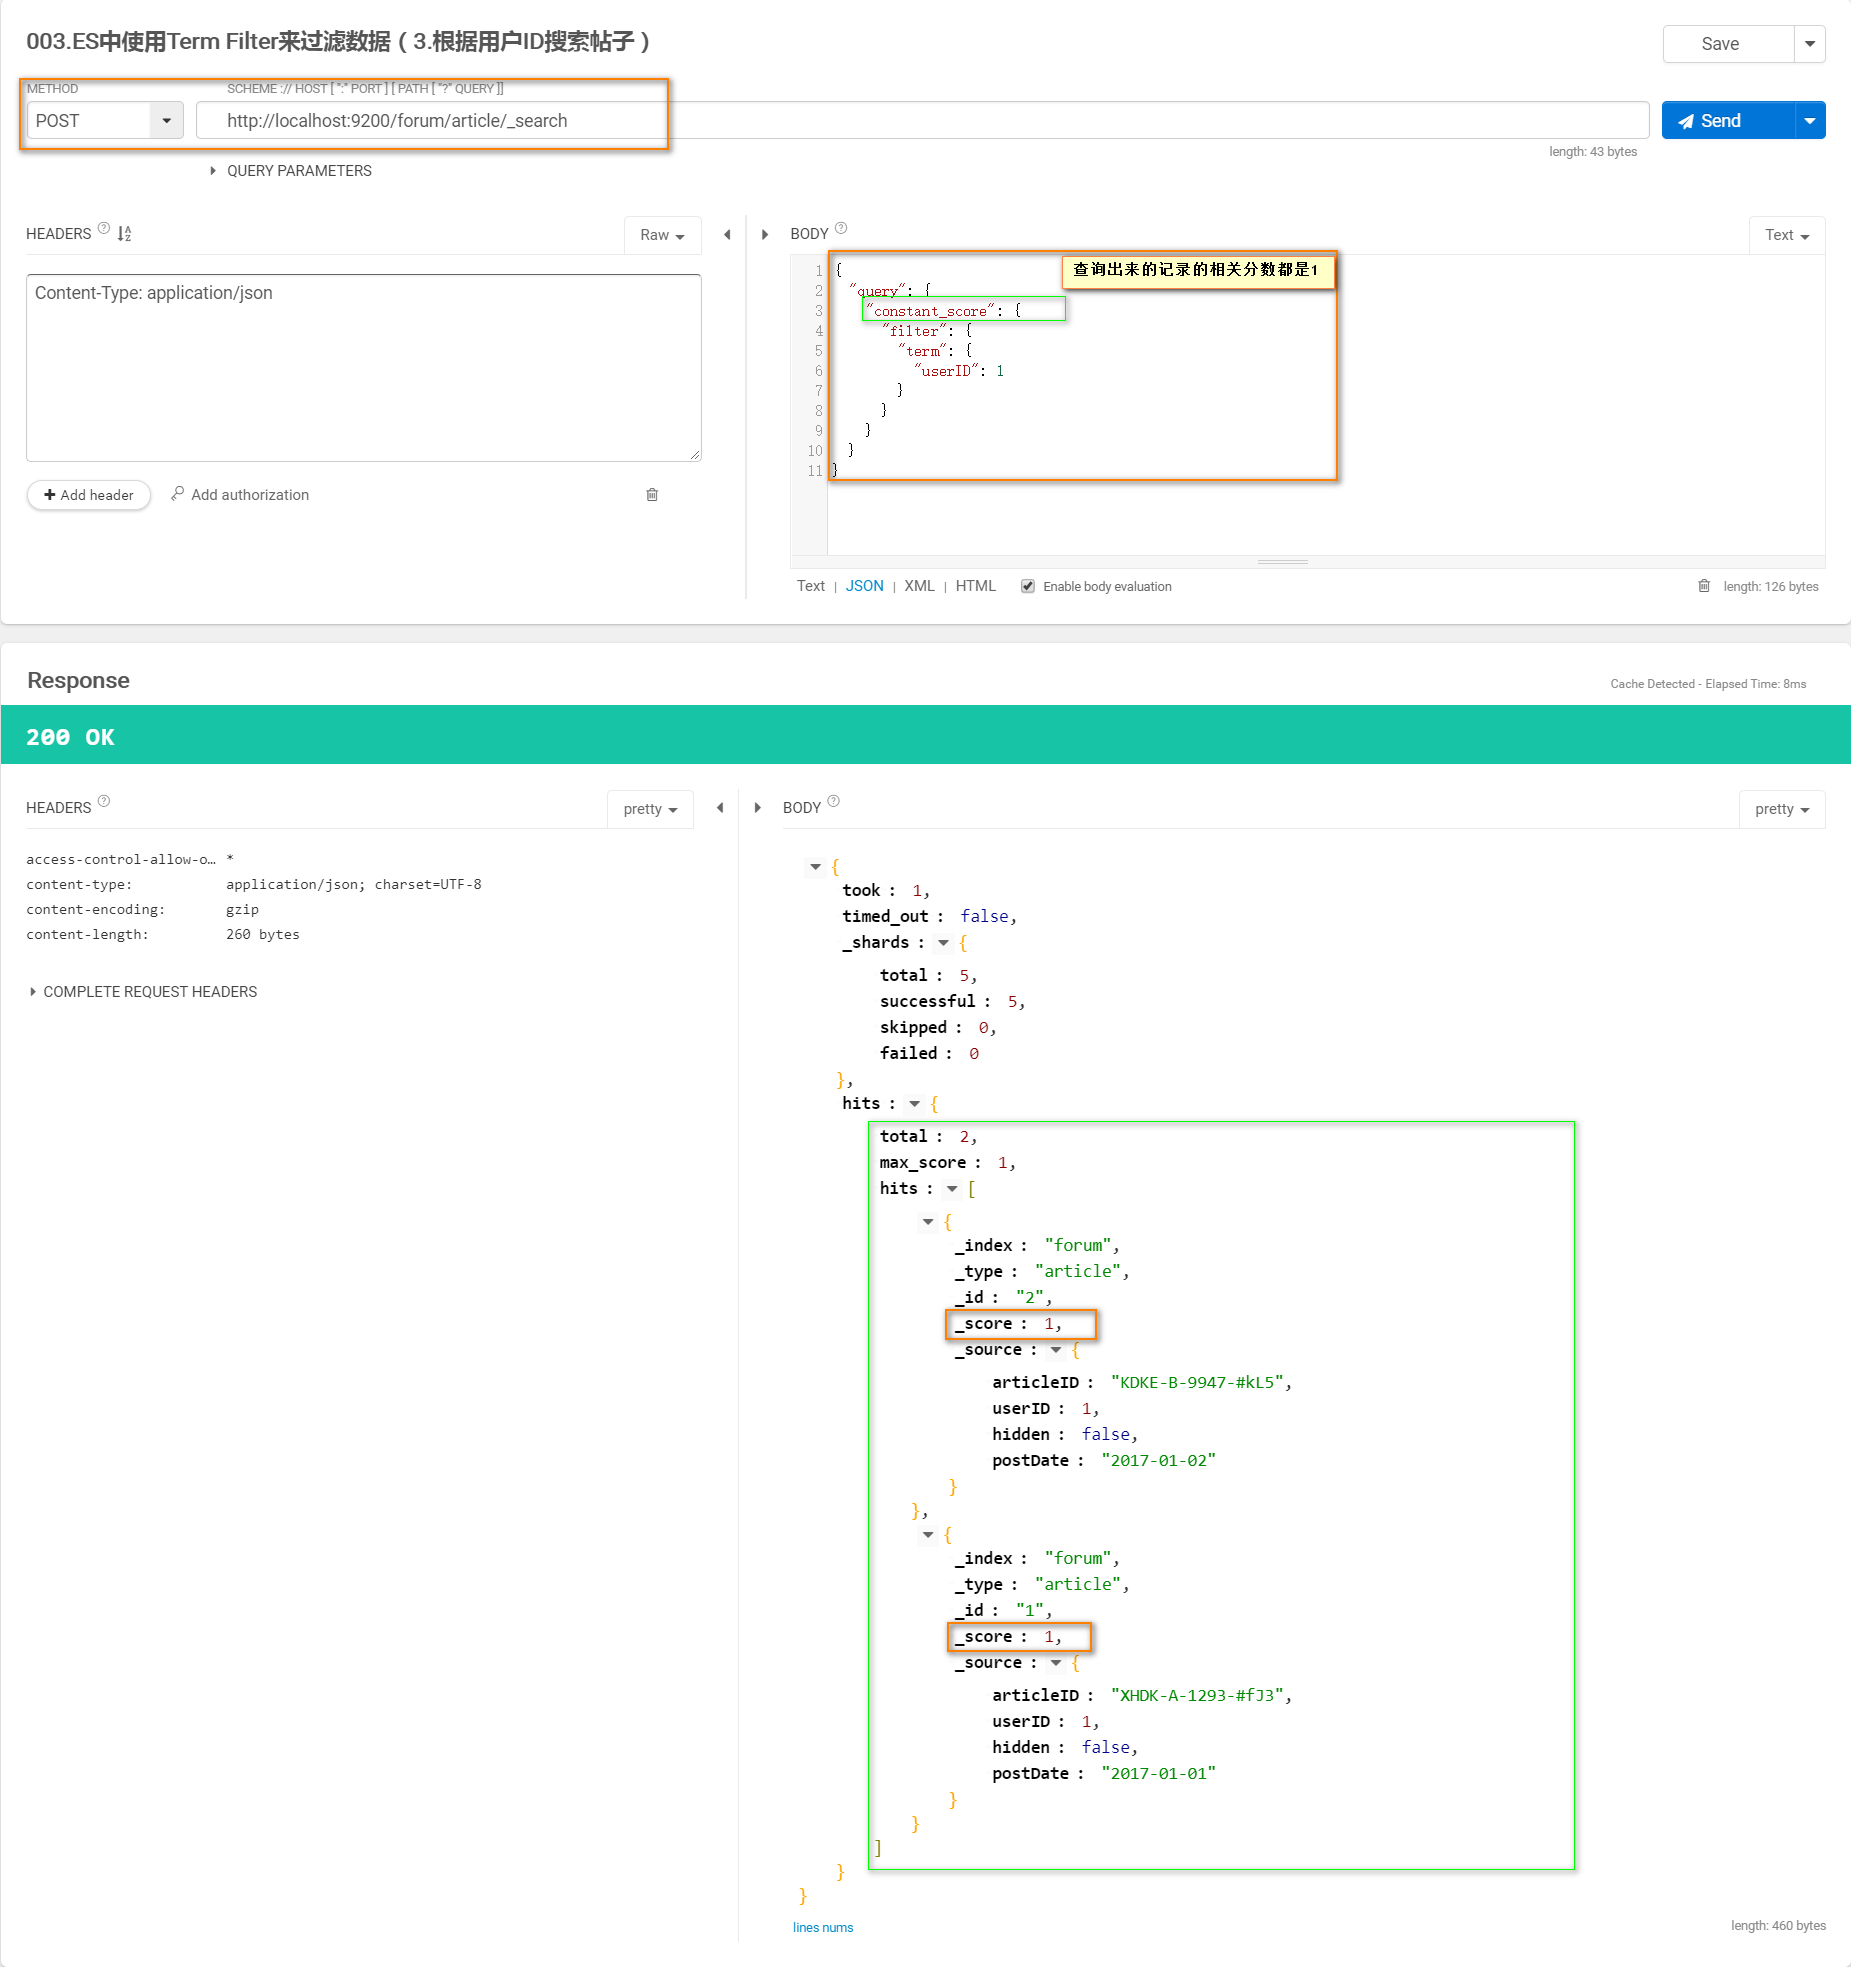 003.ES中使用Term Filter来过滤数据（3.根据用户ID搜索帖子）
Save
METHOD
SCHEME :// HOST [ ":" PORT ] [ PATH [ "?" QUERY ]]
POST
http://localhost:9200/forum/article/_search
Send
length: 43 bytes
QUERY PARAMETERS
HEADERS
Raw
Content-Type: application/json
Add header
Add authorization
BODY
Text
查询出来的记录的相关分数都是1
1 {
2 "query": {
3 "constant_score": {
4 "filter": {
5 "term": {
6 "userID": 1
7 }
8 }
9 }
10 }
11 }
Text | JSON | XML | HTML
Enable body evaluation
length: 126 bytes
Response
Cache Detected - Elapsed Time: 8ms
200 OK
HEADERS
pretty
access-control-allow-o… *
content-type: application/json; charset=UTF-8
content-encoding: gzip
content-length: 260 bytes
COMPLETE REQUEST HEADERS
BODY
pretty
{
took : 1,
timed_out : false,
_shards : {
total : 5,
successful : 5,
skipped : 0,
failed : 0
},
hits : {
total : 2,
max_score : 1,
hits : [
{
_index : "forum",
_type : "article",
_id : "2",
_score : 1,
_source : {
articleID : "KDKE-B-9947-#kL5",
userID : 1,
hidden : false,
postDate : "2017-01-02"
}
},
{
_index : "forum",
_type : "article",
_id : "1",
_score : 1,
_source : {
articleID : "XHDK-A-1293-#fJ3",
userID : 1,
hidden : false,
postDate : "2017-01-01"
}
}
]
}
}
lines nums
length: 460 bytes